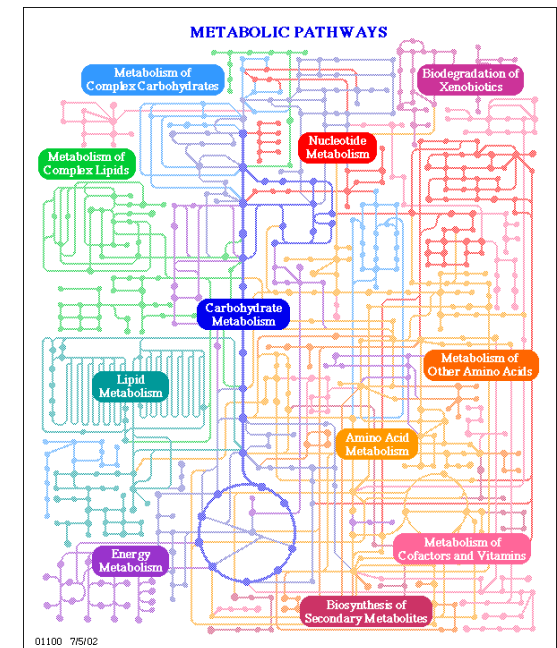 METABOLIC PATHWAYS
Metabolism of
Complex Carbohydrates
Biodegradation of
Xenobiotics
Nucleotide
Metabolism
Metabolism of
Complex Lipids
Carbohydrate
Metabolism
Metabolism of
Other Amino Acids
Lipid
Metabolism
Amino Acid
Metabolism
Metabolism of
Cofactors and Vitamins
Energy
Metabolism
Biosynthesis of
Secondary Metabolites
01100 7/5/02